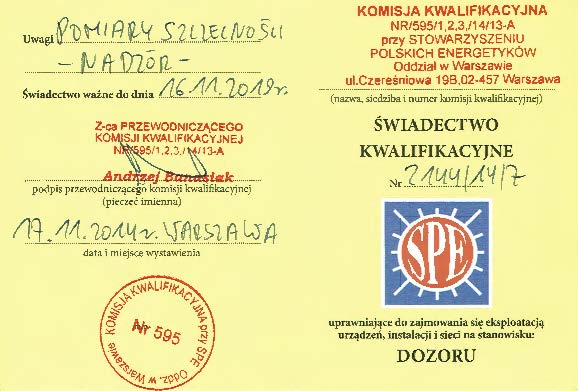 Uwagi POMIARY SZCZELNOŚCI
- NADZÓR -
Świadectwo ważne do dnia 16.11.2019r.
Z-ca PRZEWODNICZĄCEGO
KOMISJI KWALIFIKACYJNEJ
NR/595/1,2,3,/14/13-A
Andrzej Banasiak
podpis przewodniczącego komisji kwalifikacyjnej
(pieczęć imienna)
17.11.2014r. WARSZAWA
data i miejsce wystawienia
KOMISJA KWALIFIKACYJNA przy SPE. Oddz. w. Warszawie
Nr 595
KOMISJA KWALIFIKACYJNA
NR/595/1,2,3,/14/13-A
przy STOWARZYSZENIU
POLSKICH ENERGETYKÓW
Oddział w Warszawie
ul.Czereśniowa 19B,02-457 Warszawa
(nazwa, siedziba i numer komisji kwalifikacyjnej)
ŚWIADECTWO
KWALIFIKACYJNE
Nr 2144/14/7
SPE
uprawniające do zajmowania się eksploatacją
urządzeń, instalacji i sieci na stanowisku:
DOZORU